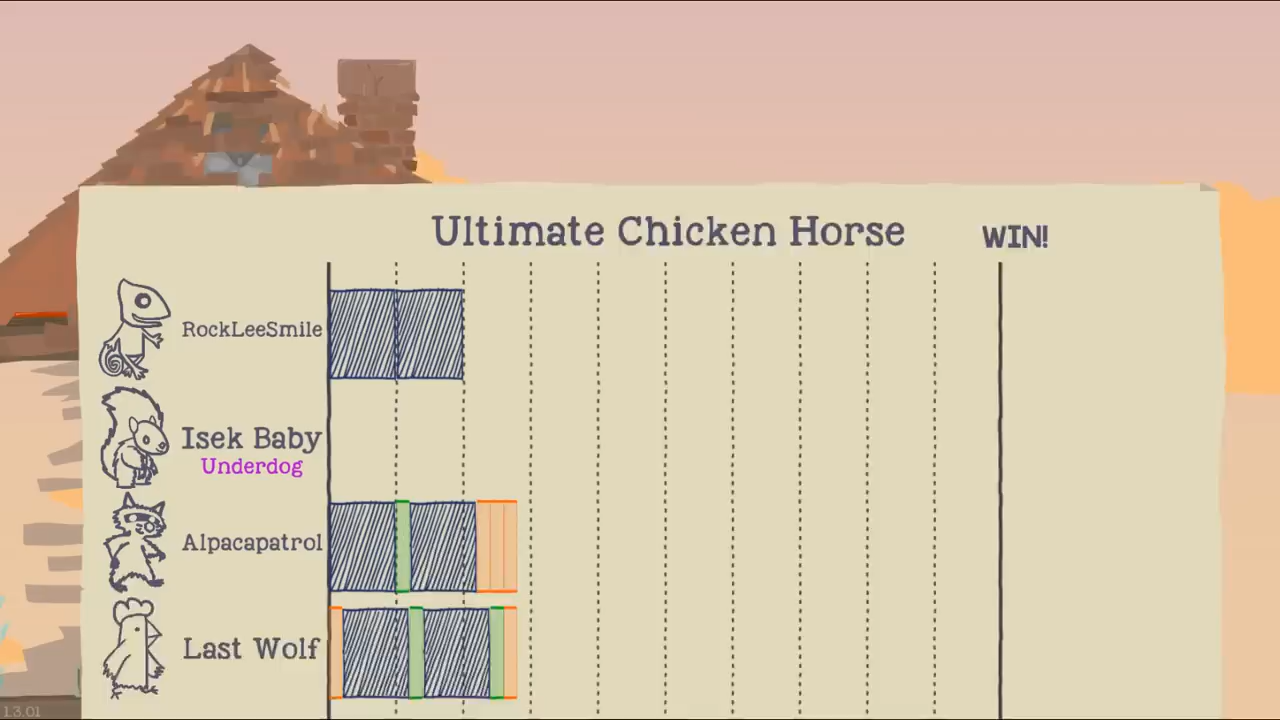 Ultimate Chicken Horse
WIN!
RockLeeSmile
Isek Baby
Underdog
Alpacapatrol
Last Wolf
1.3.01